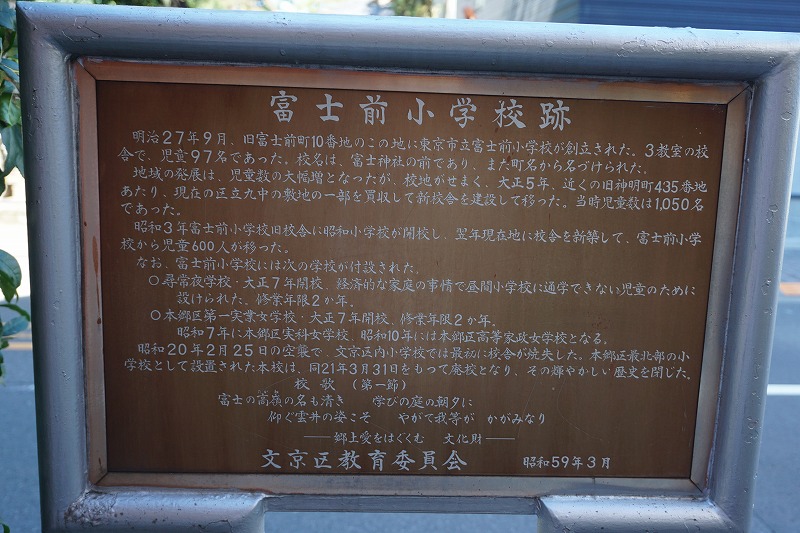 富士前小学校跡
明治27年9月、旧富士前町10番地のこの地に東京市立富士前小学校が創立された。3教室の校
舎で、児童97名であった。校名は、富士神社の前であり、また町名から名づけられた。
地域の発展は、児童数の大幅増となったが、校地がせまく、大正5年、近くの旧神明町435番地
あたり、現在の区立九中の敷地の一部を買収して新校舎を建設して移った。当時児童数は1,050名
であった。
昭和3年富士前小学校旧校舎に昭和小学校が開校し、翌年現在地に校舎を新築して、富士前小学
校から児童600人が移った。
なお、富士前小学校には次の学校が付設された。
○尋常夜学校・大正7年開校、経済的な家庭の事情で昼間小学校に通学できない児童のために
設けられた。修業年限2か年。
○本郷区第一実業女学校・大正7年開校、修業年限2か年。
昭和7年に本郷区実科女学校、昭和10年には本郷区高等家政女学校となる。
昭和20年2月25日の空襲で、文京区内小学校では最初に校舎が焼失した。本郷区最北部の小
学校として設置された本校は、同21年3月31日をもって廃校となり、その輝やかしい歴史を閉じた。
校歌（第一節）
富士の高嶺の名も清き　学びの庭の朝夕に
仰ぐ雲井の姿こそ　やがて我等が　かがみなり
――郷土愛をはぐくむ　文化財――
文京区教育委員会　昭和59年3月